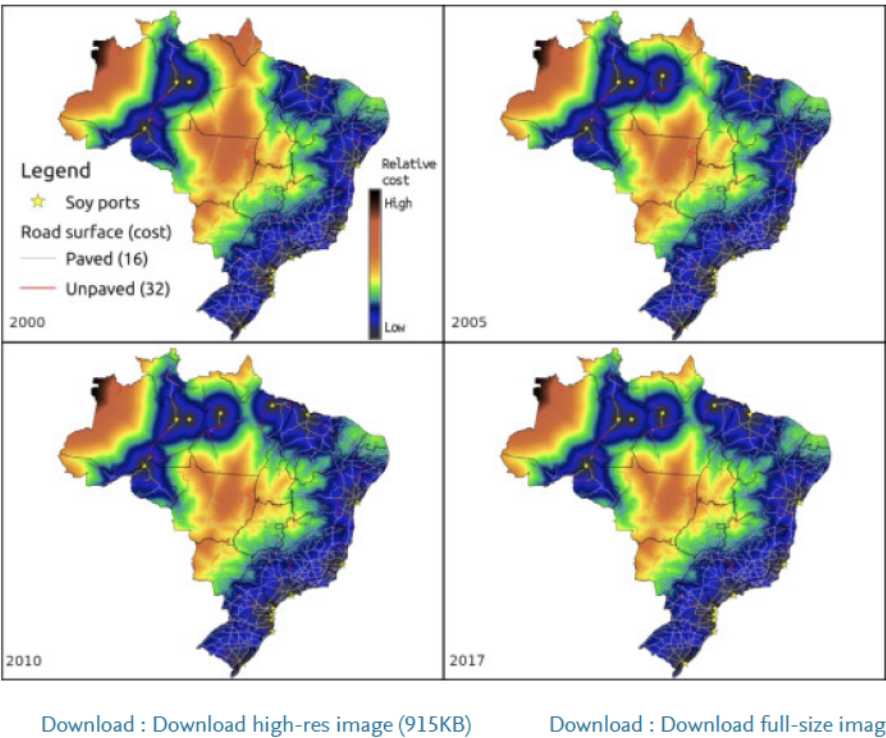 Legend
Soy ports
Road surface (cost)
Paved (16)
Unpaved (32)
Relative
cost
High
Low
2000
2005
2010
2017
Download : Download high-res image (915KB)
Download : Download full-size imag